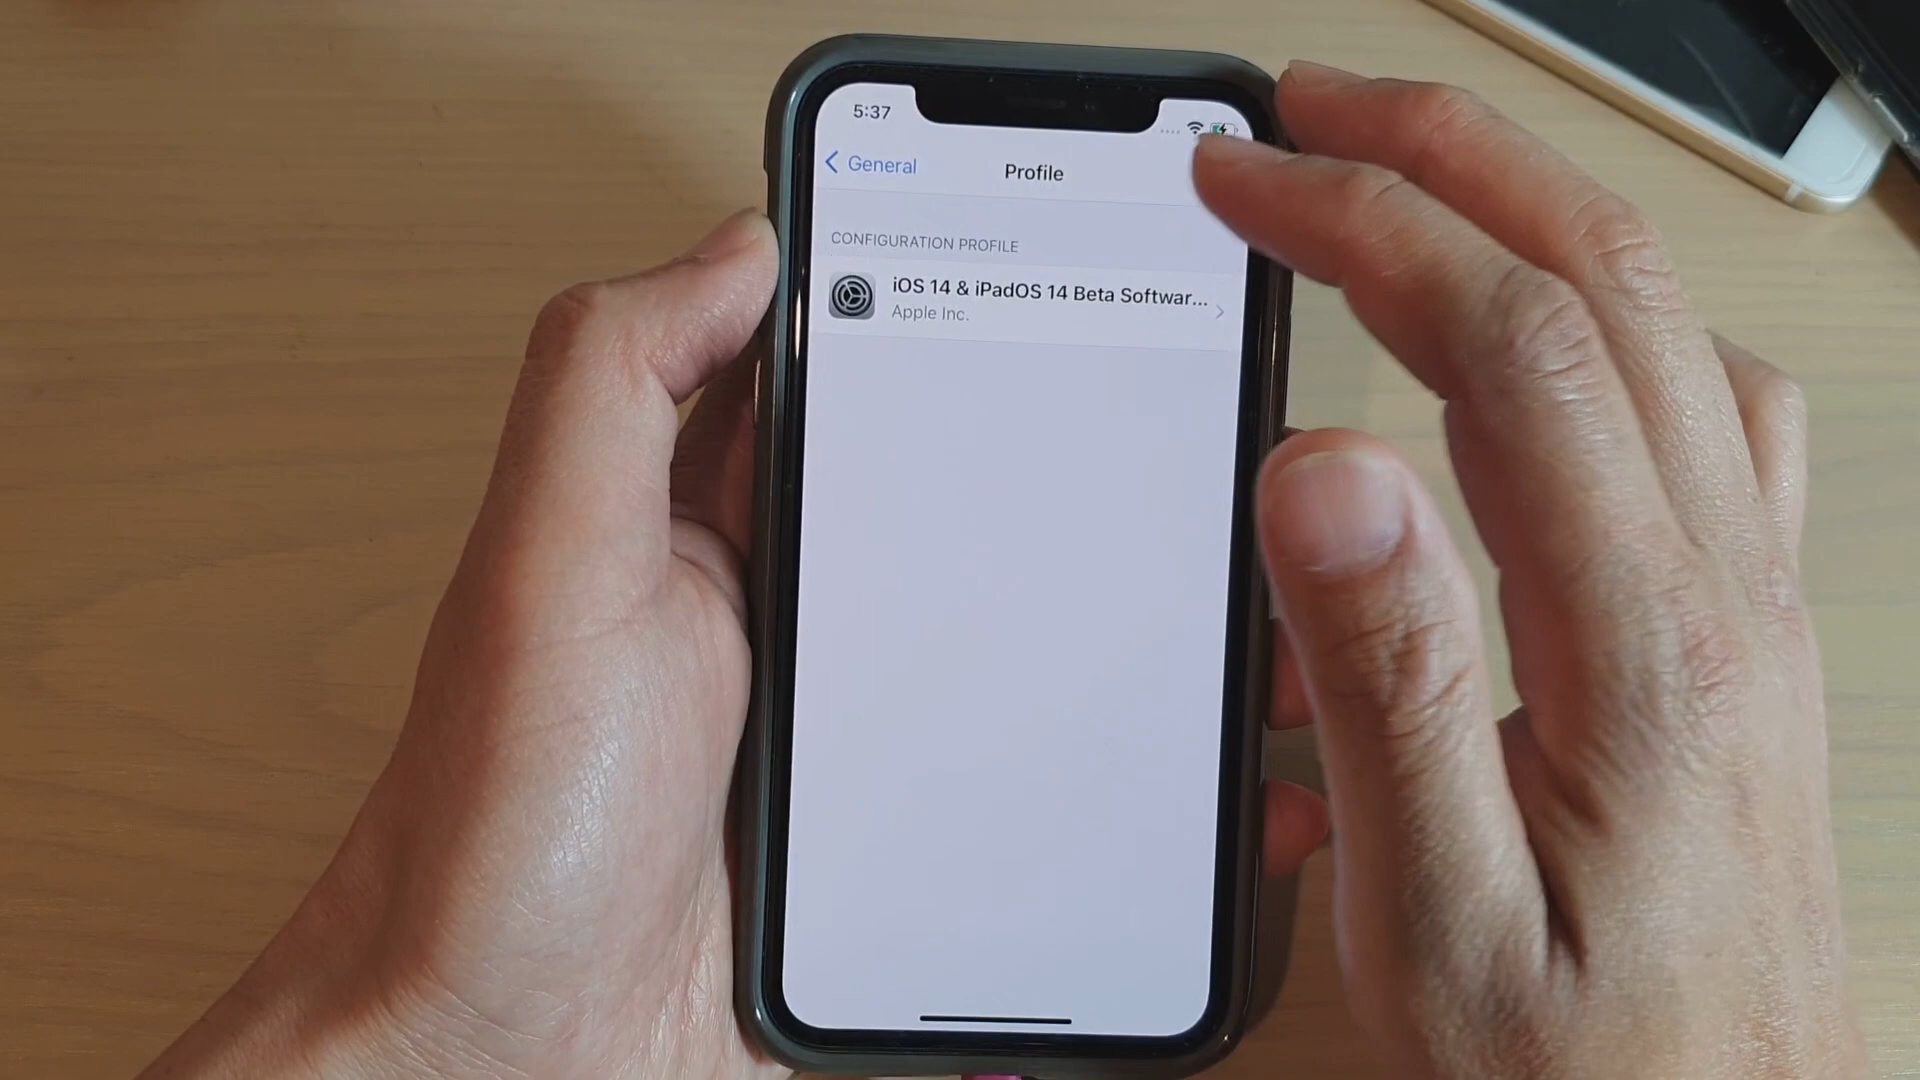 5:37
General
Profile
CONFIGURATION PROFILE
iOS 14 & iPadOS 14 Beta Softwar...
Apple Inc.